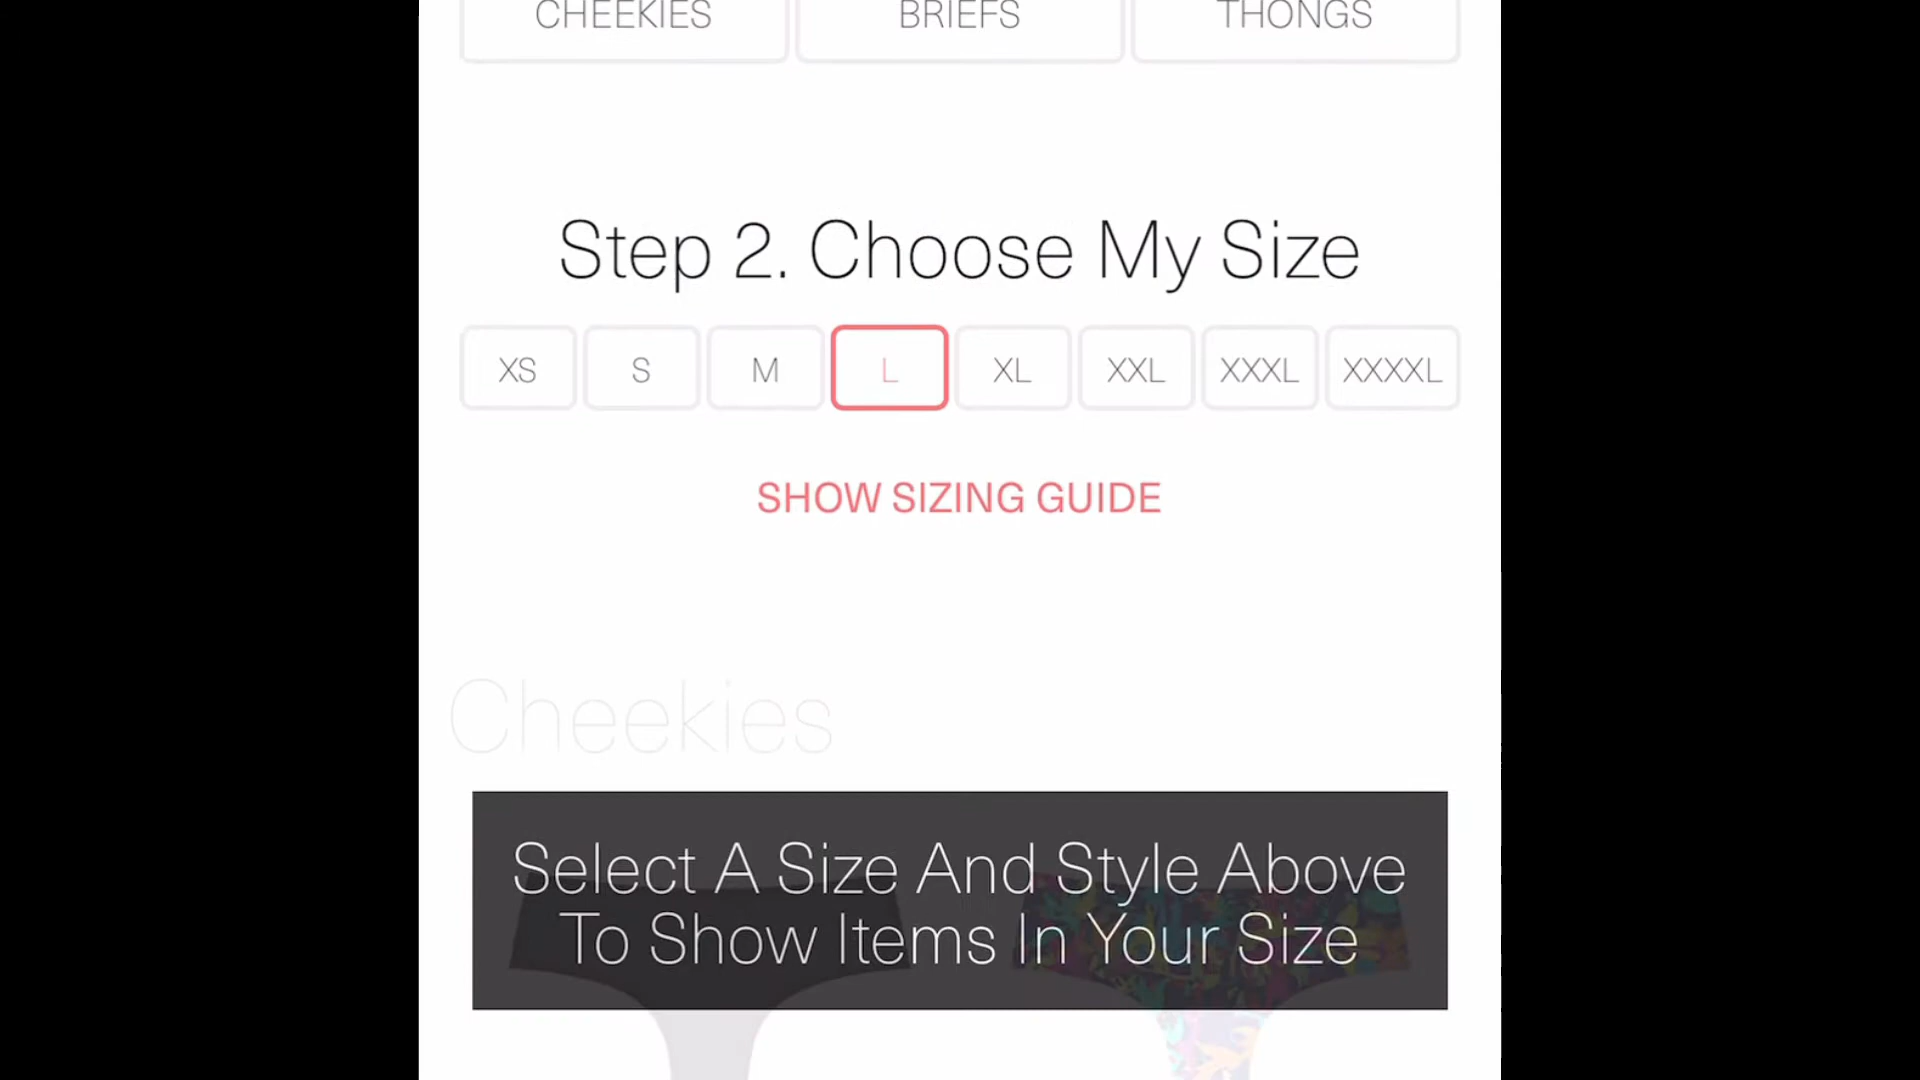 CHEEKIES
BRIEFS
THONGS
Step 2. Choose My Size
XS
S
M
L
XL
XXL
XXXL
XXXXL
SHOW SIZING GUIDE
Cheekies
Select A Size And Style Above
To Show Items In Your Size